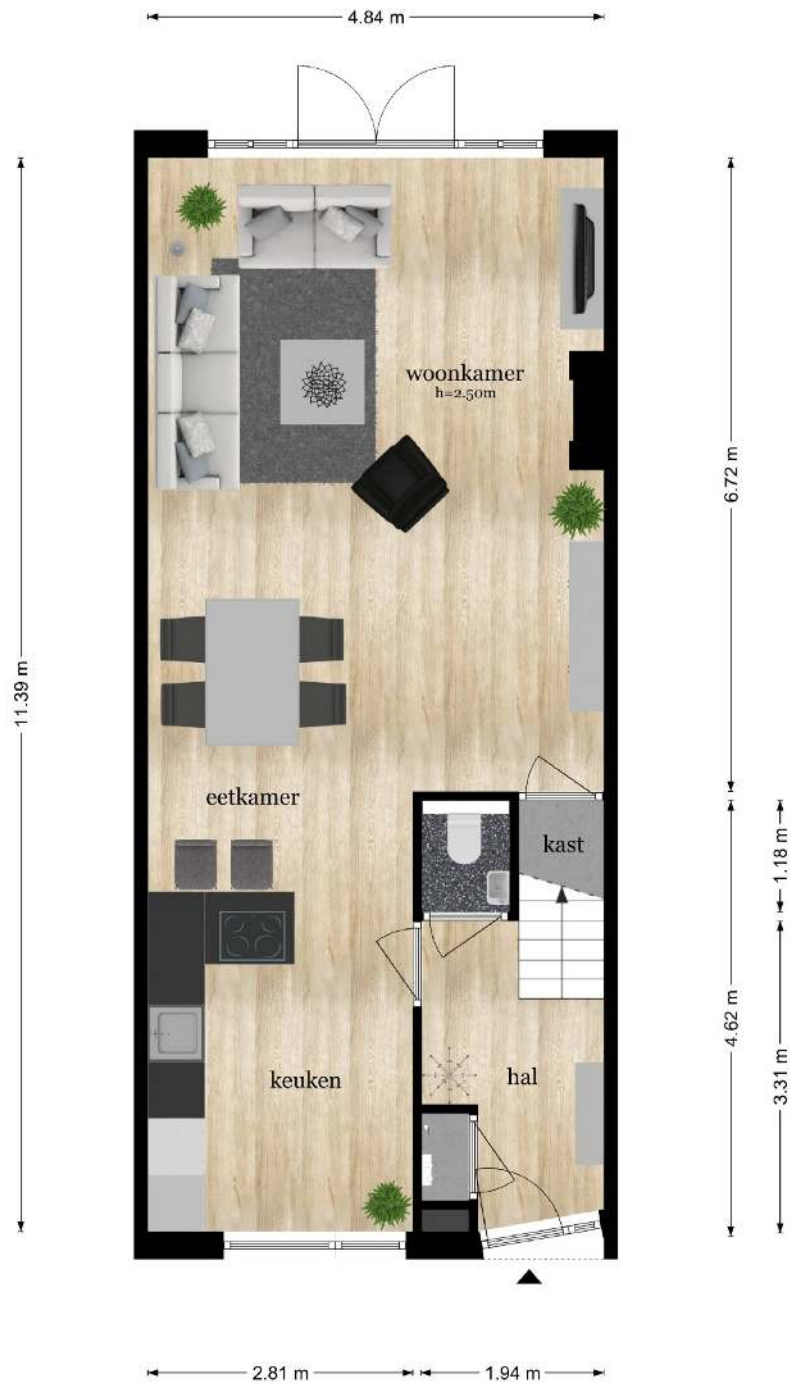 4.84 m
woonkamer
h=2.50m
6.72 m
11.39 m
eetkamer
kast
1.18 m
4.62 m
keuken
hal
3.31 m
2.81 m
1.94 m